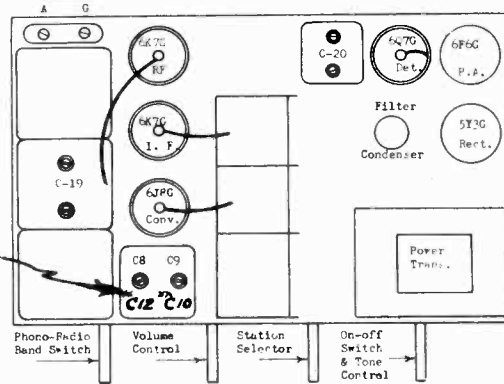 A G
6K7G
RF
C-20
6Q7G
Det.
6F6G
P.A.
6K7G
I. F.
Filter
Condenser
5Y3G
Rect.
C-19
6J8G
Conv.
C8 C9
C12 C10
Power
Trans.
Phono-Radio
Band Switch
Volume
Control
Station
Selector
On-off
Switch
& Tone
Control